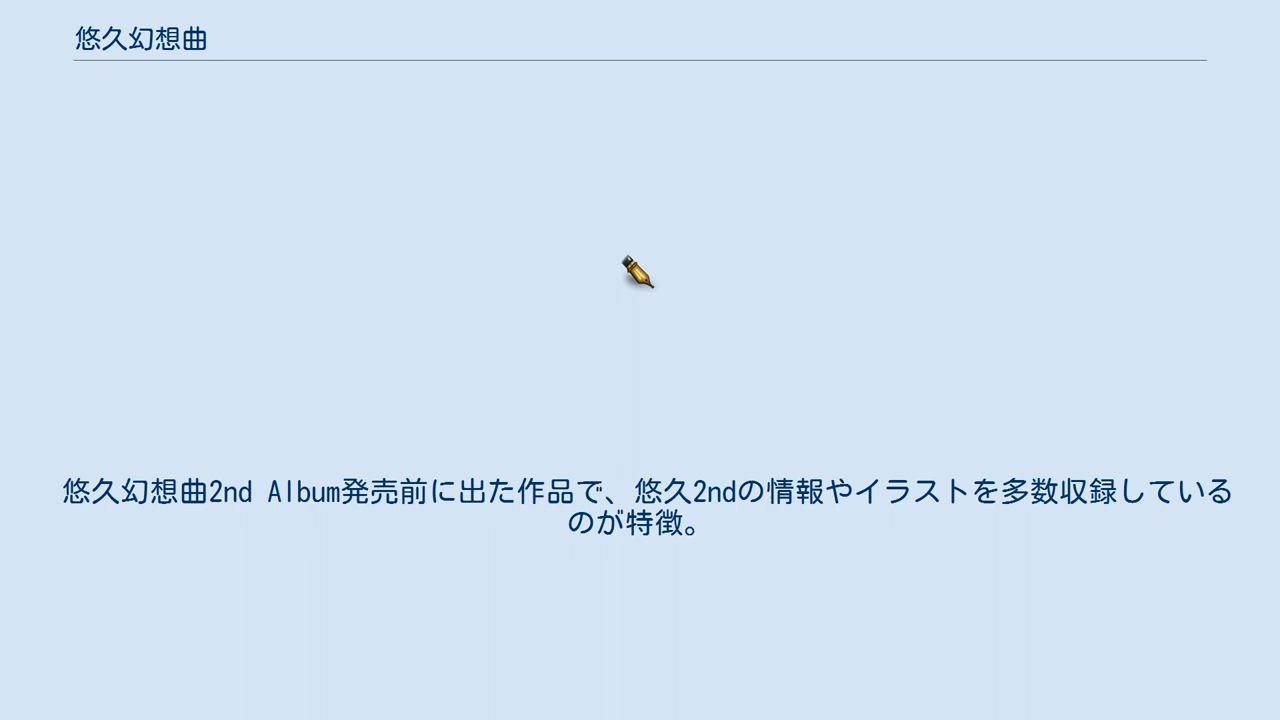 悠久幻想曲
悠久幻想曲2nd Album発売前に出た作品で、悠久2ndの情報やイラストを多数収録している
のが特徴。